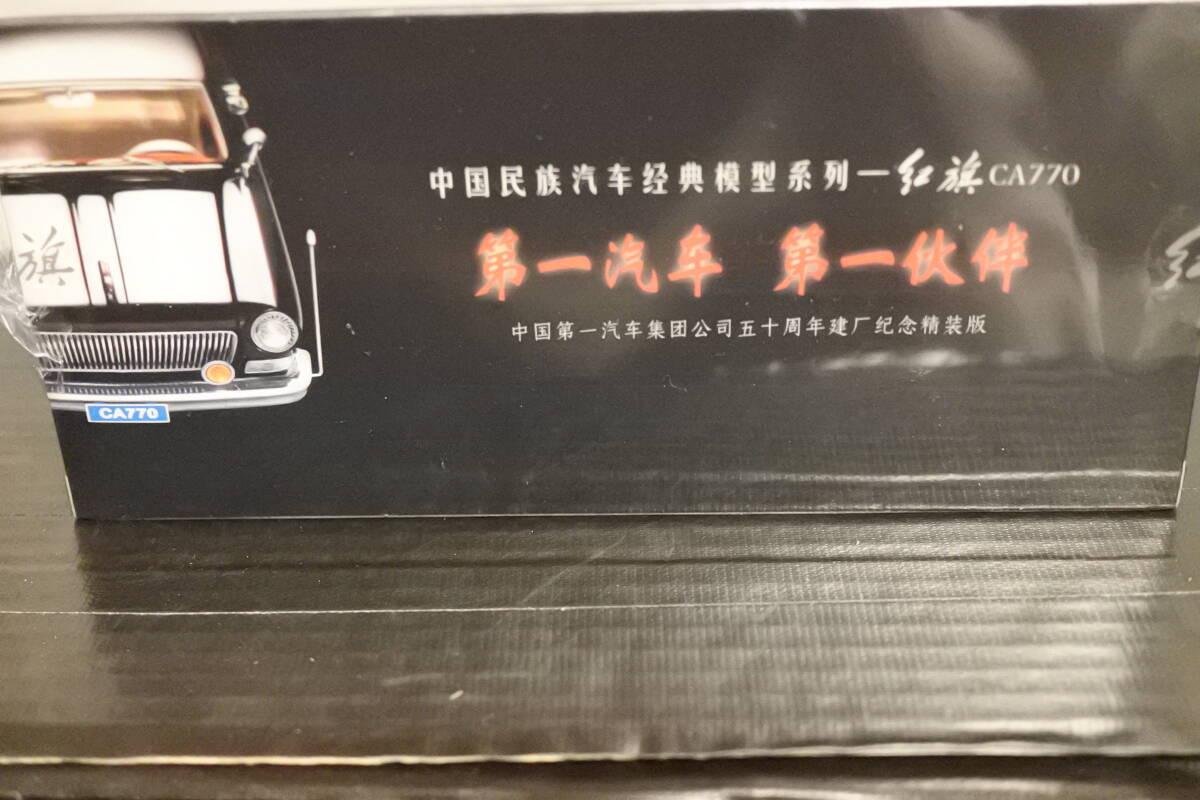 中国民族汽车经典模型系列一红旗CA770
第一汽车 第一伙伴
中国第一汽车集团公司五十周年建厂纪念精装版
旗
CA770
红